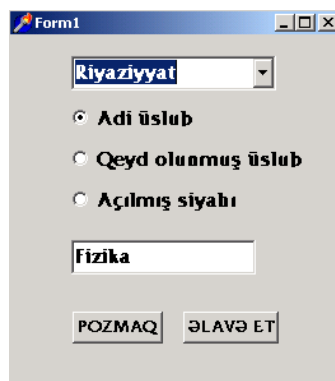 Form1
Riyaziyyat
Adi üslub
Qeyd olunmuş üslub
Açılmış siyahı
Fizika
POZMAQ ƏLAVƏ ET